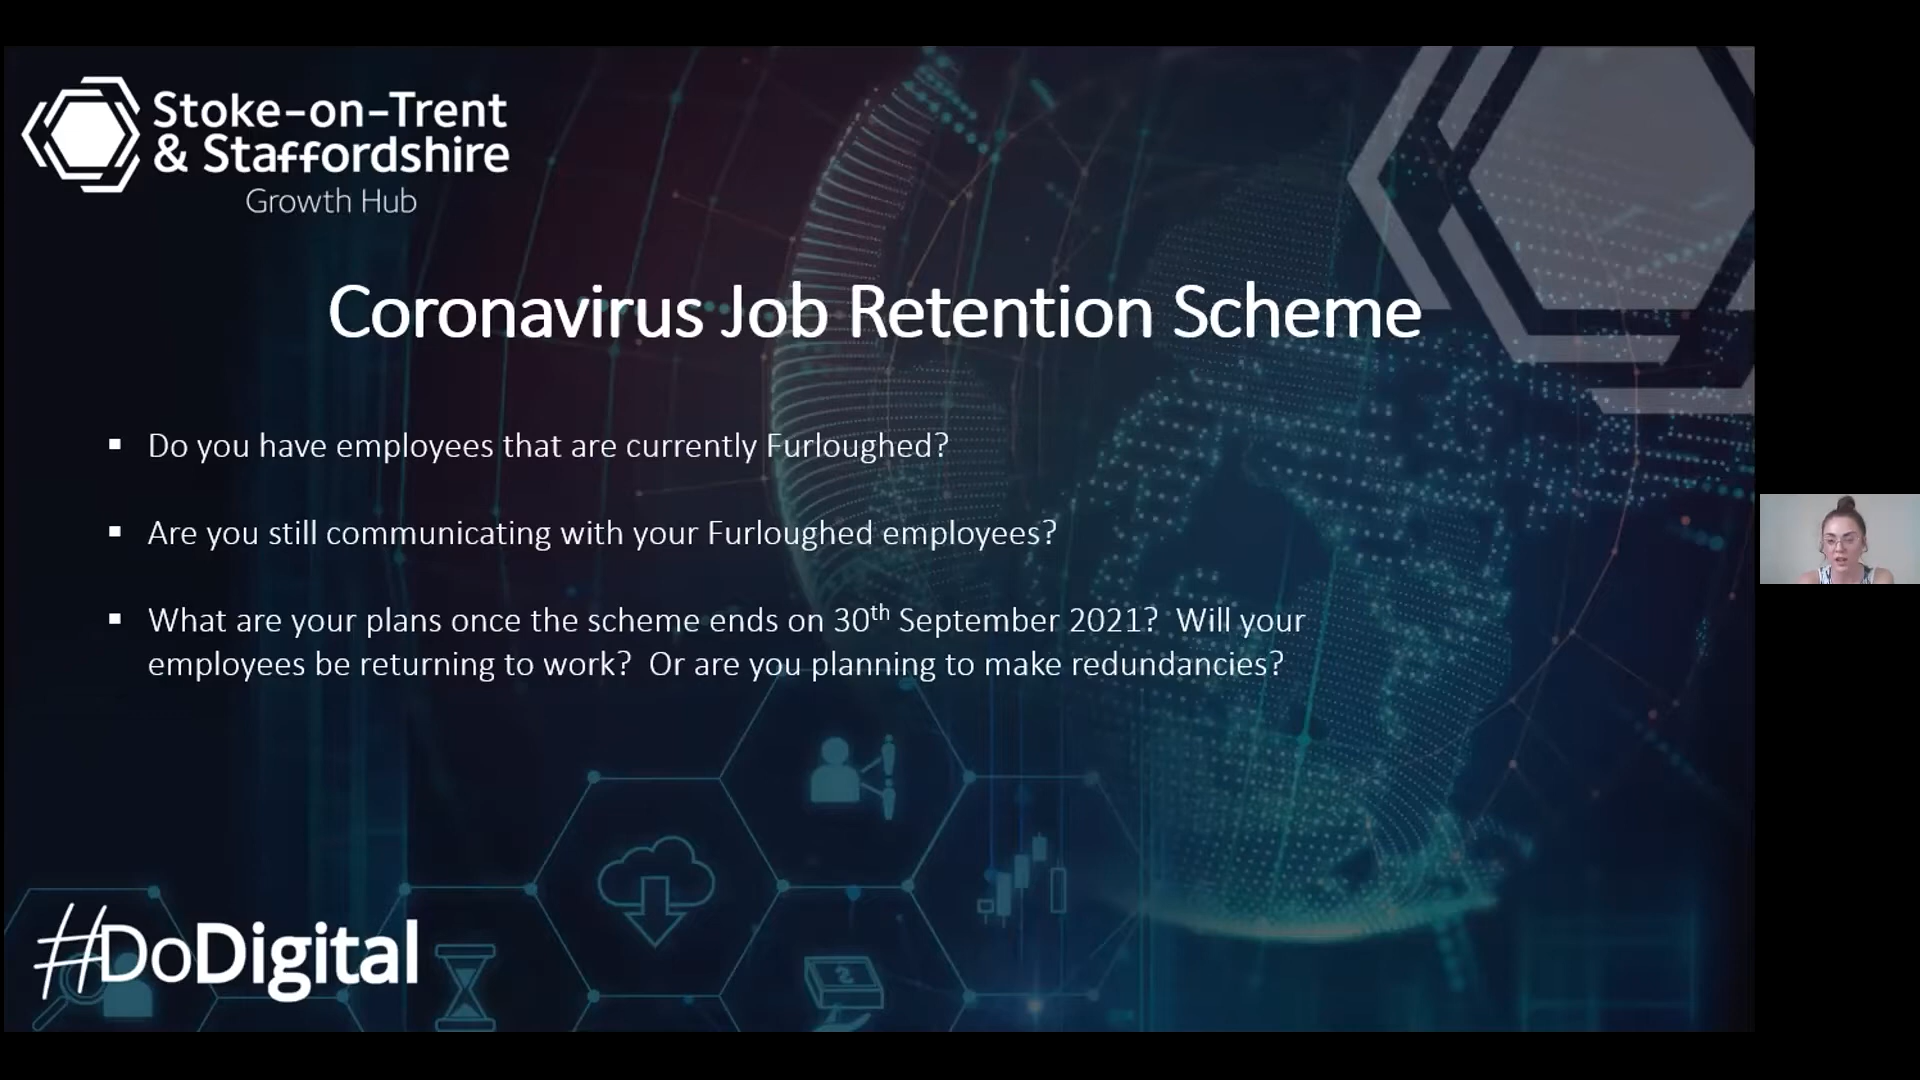 Stoke-on-Trent
& Staffordshire
Growth Hub
Coronavirus Job Retention Scheme
▪ Do you have employees that are currently Furloughed?
▪ Are you still communicating with your Furloughed employees?
▪ What are your plans once the scheme ends on 30th September 2021? Will your
employees be returning to work? Or are you planning to make redundancies?
#DoDigital